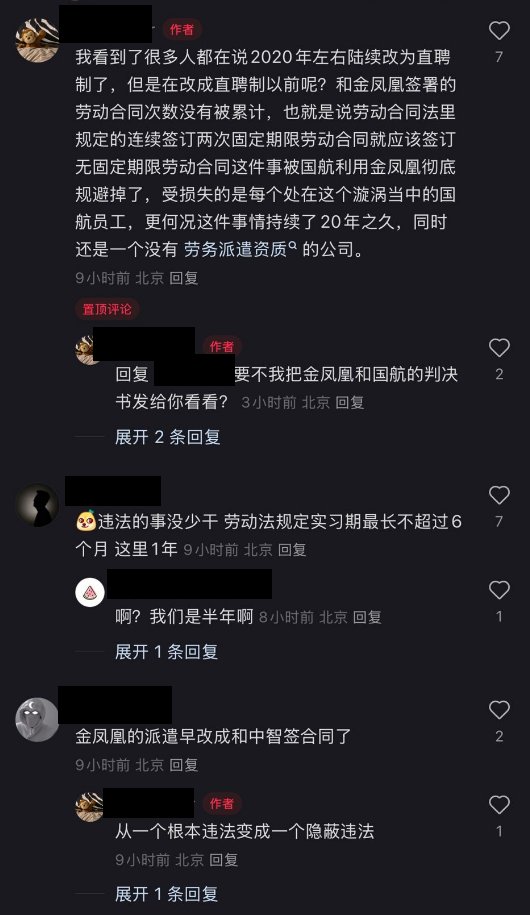 作者
7
我看到了很多人都在说2020年左右陆续改为直聘
制了，但是在改成直聘制以前呢？和金凤凰签署的
劳动合同次数没有被累计，也就是说劳动合同法里
规定的连续签订两次固定期限劳动合同就应该签订
无固定期限劳动合同这件事被国航利用金凤凰彻底
规避掉了，受损失的是每个处在这个漩涡当中的国
航员工，更何况这件事情持续了20年之久，同时
还是一个没有 劳务派遣资质 的公司。
9小时前 北京 回复
置顶评论
作者
2
回复 要不我把金凤凰和国航的判决
书发给你看看？ 3小时前 北京 回复
展开 2 条回复
7
违法的事没少干 劳动法规定实习期最长不超过6
个月 这里1年 9小时前 北京 回复
1
啊？我们是半年啊 8小时前 北京 回复
展开 1 条回复
2
金凤凰的派遣早改成和中智签合同了
9小时前 北京 回复
作者
1
从一个根本违法变成一个隐蔽违法
9小时前 北京 回复
展开 1 条回复